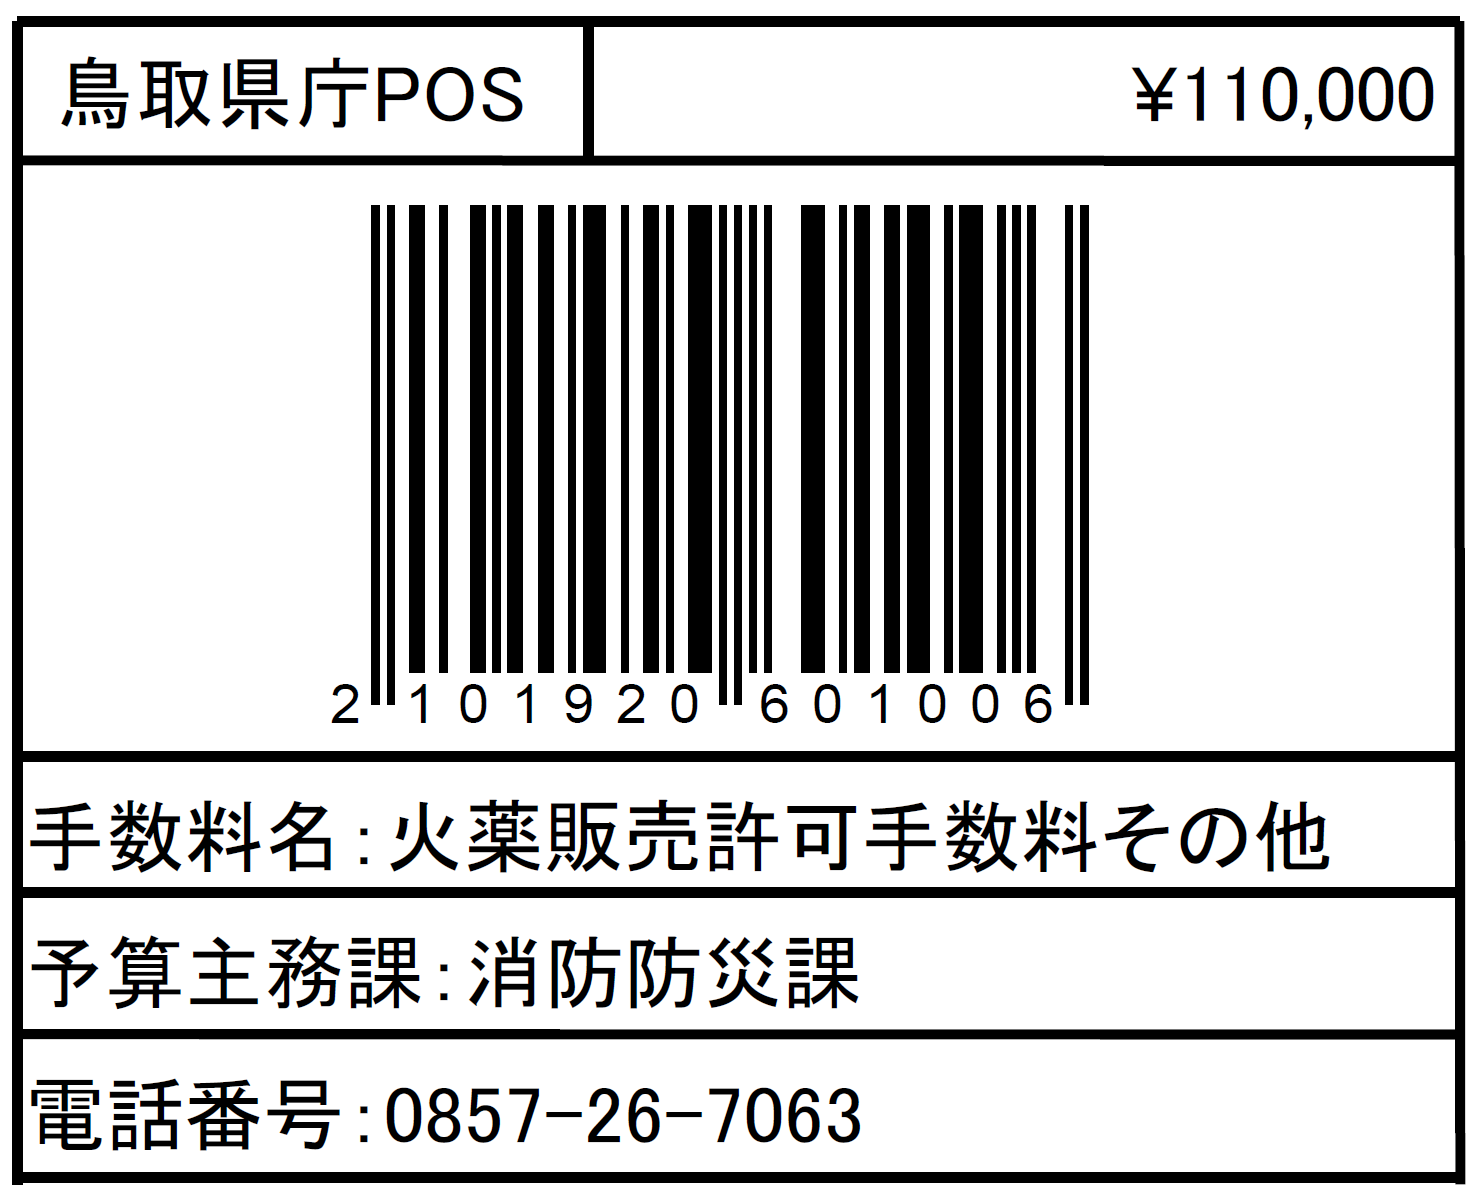 鳥取県庁POS ¥110,000
2 101920 601006
手数料名:火薬販売許可手数料その他
予算主務課:消防防災課
電話番号:0857-26-7063